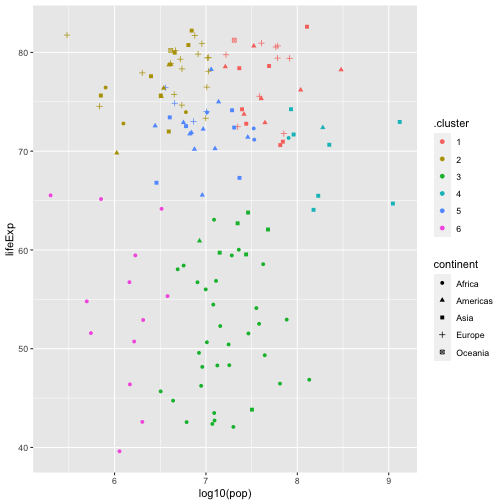 80
70
60
50
40
lifeExp
6
7
8
9
log10(pop)
.cluster
1
2
3
4
5
6
continent
Africa
Americas
Asia
Europe
Oceania